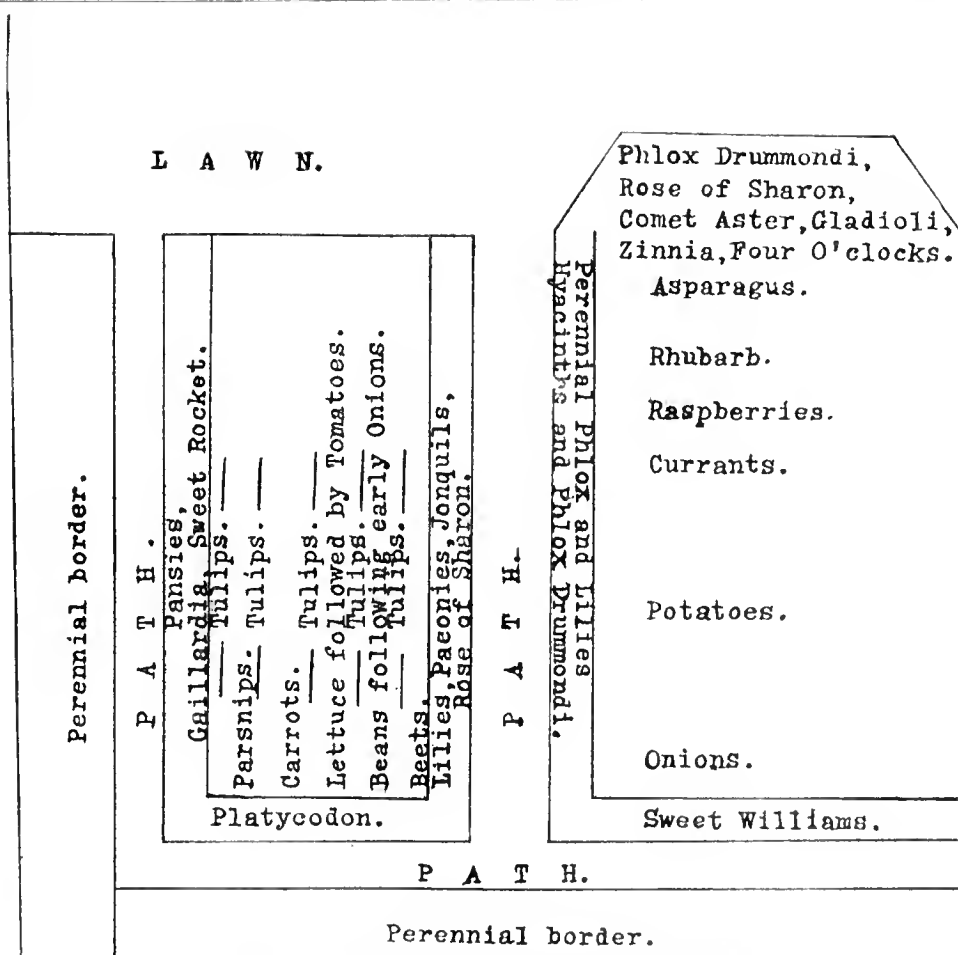 L A W N.
Phlox Drummondi,
Rose of Sharon,
Comet Aster,Gladioli,
Zinnia,Four O'clocks.
Perennial border.
P A T H.
Pansies,
Gaillardia, Sweet Rocket.
Tulips.
Parsnips. Tulips.
Carrots. Tulips.
Lettuce followed by Tomatoes.
Tulips.
Beans following early Onions.
Tulips.
Beets.
Lilies,Paeonies,Jonquils,
Rose of Sharon.
Platycodon.
P A T H.
Perennial Phlox and Lilies
Hyacinths and Phlox Drummondi.
Asparagus.
Rhubarb.
Raspberries.
Currants.
Potatoes.
Onions.
Sweet Williams.
P A T H.
Perennial border.